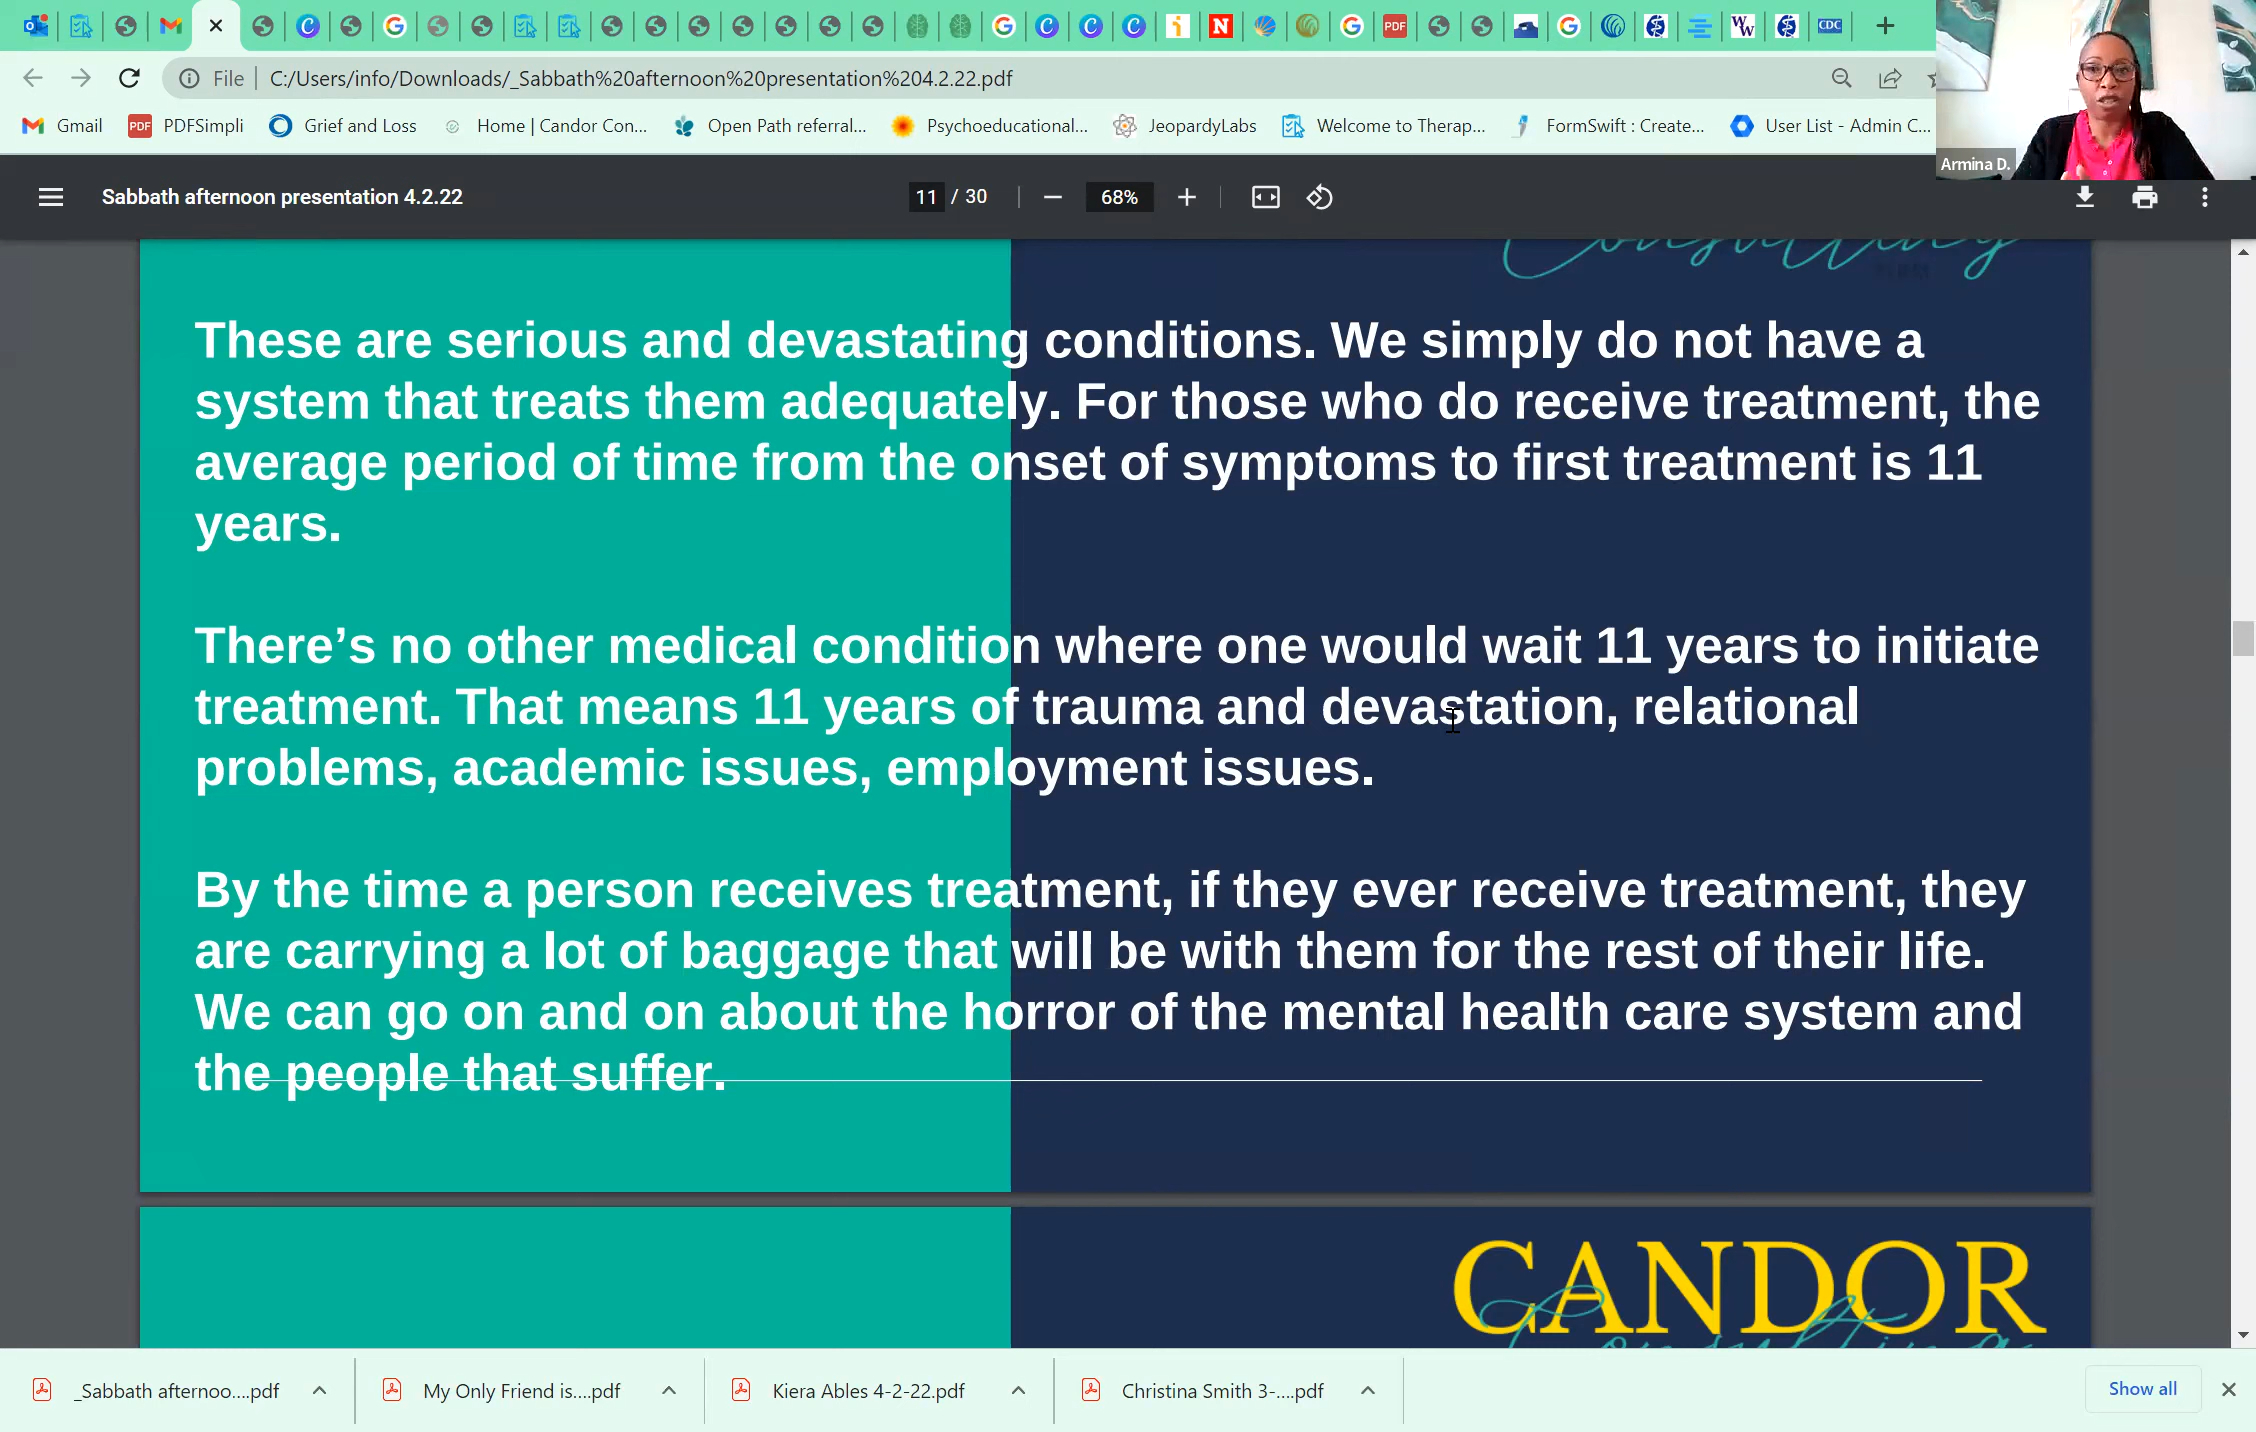 File
C:/Users/info/Downloads/_Sabbath%20afternoon%20presentation%204.2.22.pdf
Gmail
PDFSimpli
Grief and Loss
Home | Candor Con...
Open Path referral...
Psychoeducational...
JeopardyLabs
Welcome to Therap...
FormSwift : Create...
User List - Admin C...
Armina D.
Sabbath afternoon presentation 4.2.22
11 / 30
68%
Consulting
These are serious and devastating conditions. We simply do not have a
system that treats them adequately. For those who do receive treatment, the
average period of time from the onset of symptoms to first treatment is 11
years.
There’s no other medical condition where one would wait 11 years to initiate
treatment. That means 11 years of trauma and devastation, relational
problems, academic issues, employment issues.
By the time a person receives treatment, if they ever receive treatment, they
are carrying a lot of baggage that will be with them for the rest of their life.
We can go on and on about the horror of the mental health care system and
the people that suffer.
CANDOR
Consulting
_Sabbath afternoo....pdf
My Only Friend is....pdf
Kiera Ables 4-2-22.pdf
Christina Smith 3-....pdf
Show all